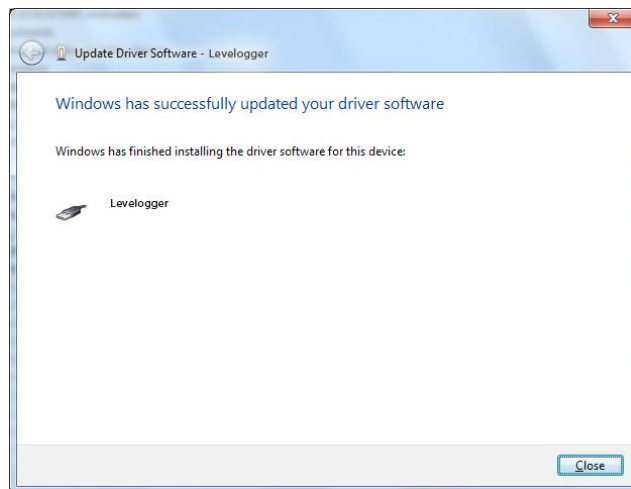 Update Driver Software - Levelogger
Windows has successfully updated your driver software
Windows has finished installing the driver software for this device:
Levelogger
Close